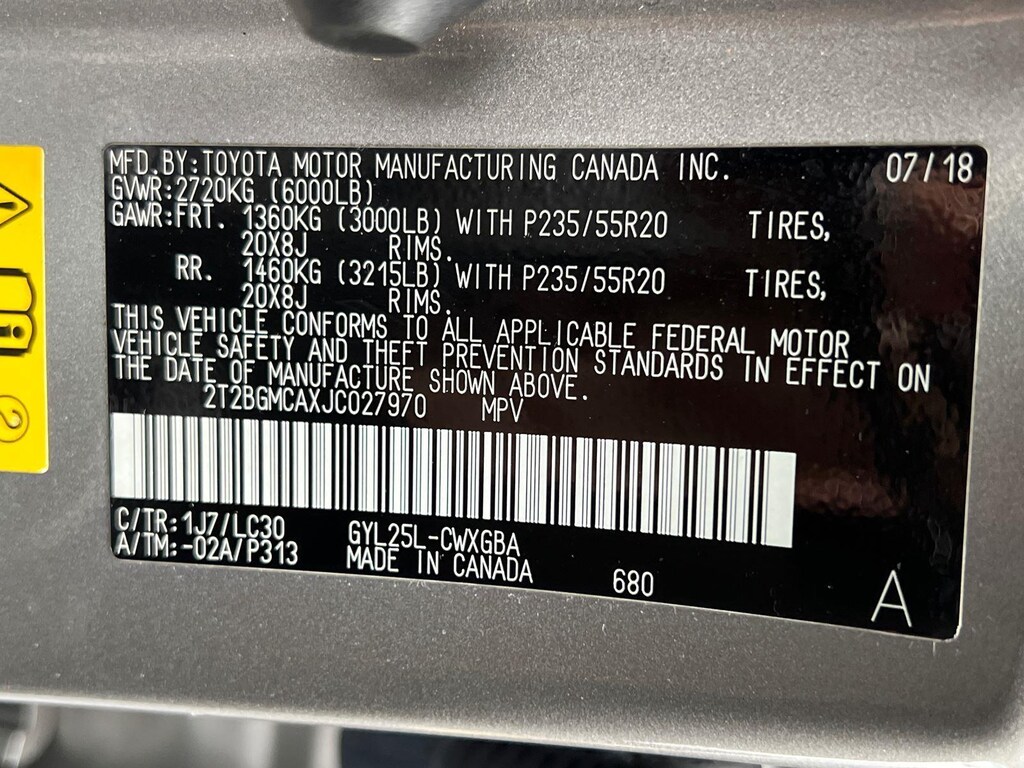 MFD.BY:TOYOTA MOTOR MANUFACTURING CANADA INC. 07/18
GVWR:2720KG (6000LB)
GAWR:FRT. 1360KG (3000LB) WITH P235/55R20 TIRES,
20X8J RIMS.
RR. 1460KG (3215LB) WITH P235/55R20 TIRES,
20X8J RIMS.
THIS VEHICLE CONFORMS TO ALL APPLICABLE FEDERAL MOTOR
VEHICLE SAFETY AND THEFT PREVENTION STANDARDS IN EFFECT ON
THE DATE OF MANUFACTURE SHOWN ABOVE.
2T2BGMCAXJC027970 MPV
C/TR:1J7/LC30 GYL25L-CWXGBA
A/TM:-02A/P313 MADE IN CANADA 680
A
2